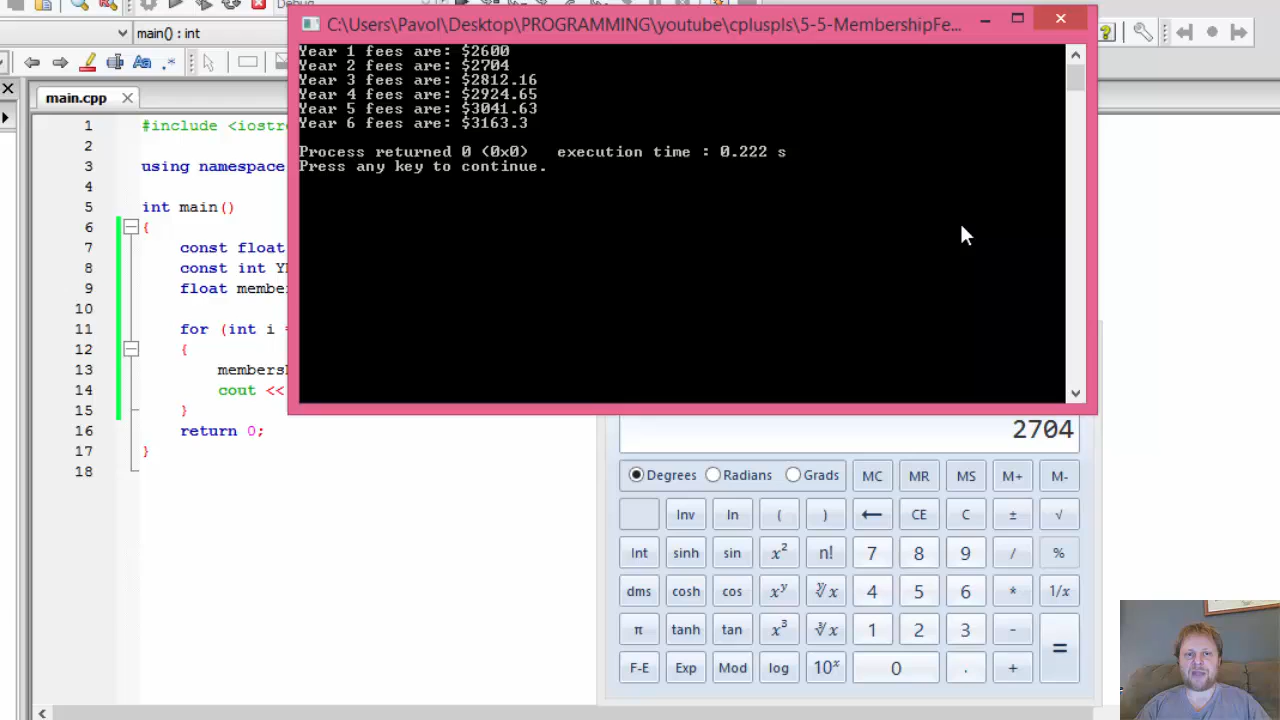 C:\Users\Pavol\Desktop\PROGRAMMING\youtube\cpluspls\5-5-MembershipFe...
main() : int
Year 1 fees are: $2600
Year 2 fees are: $2704
Year 3 fees are: $2812.16
Year 4 fees are: $2924.65
Year 5 fees are: $3041.63
Year 6 fees are: $3163.3
Process returned 0 (0x0)   execution time : 0.222 s
Press any key to continue.
main.cpp
1 #include <iostr
2
3 using namespace
4
5 int main()
6 {
7 const float
8 const int Y
9 float membe
10
11 for (int i
12 {
13 members
14 cout <<
15 }
16 return 0;
17 }
18
2704
Degrees Radians Grads MC MR MS M+ M-
Inv ln ( ) ← CE C ± √
Int sinh sin x² n! 7 8 9 / %
dms cosh cos xʸ ʸ√x 4 5 6 * 1/x
π tanh tan x³ ³√x 1 2 3 - =
F-E Exp Mod log 10ˣ 0 . +